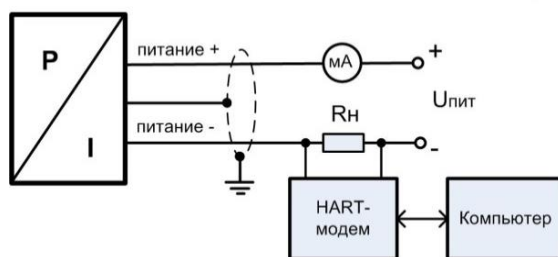 P
I
питание +
питание -
мА
+
Uпит
-
Rн
HART-
модем
Компьютер